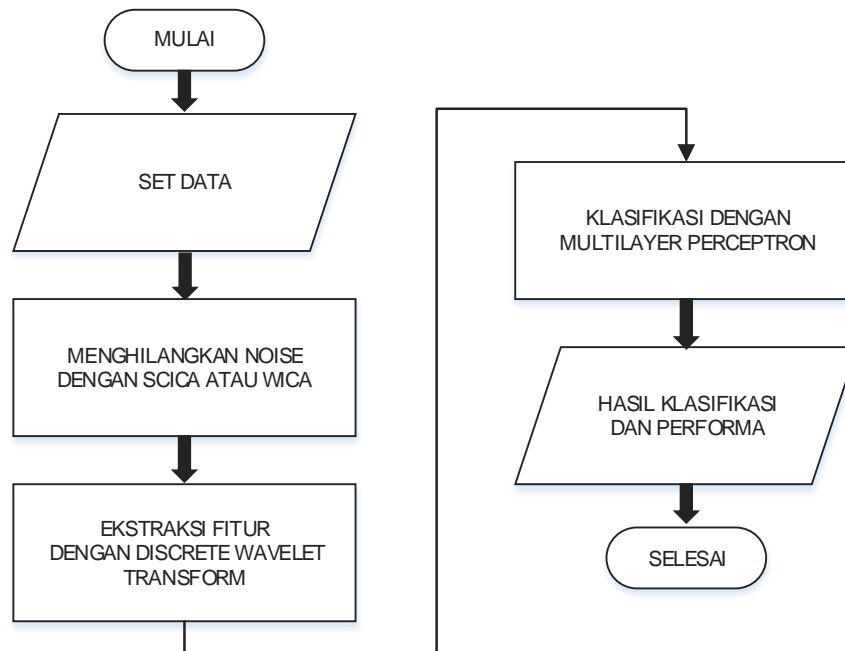 MULAI
SET DATA
MENGHILANGKAN NOISE
DENGAN SCICA ATAU WICA
EKSTRAKSI FITUR
DENGAN DISCRETE WAVELET
TRANSFORM
KLASIFIKASI DENGAN
MULTILAYER PERCEPTRON
HASIL KLASIFIKASI
DAN PERFORMA
SELESAI